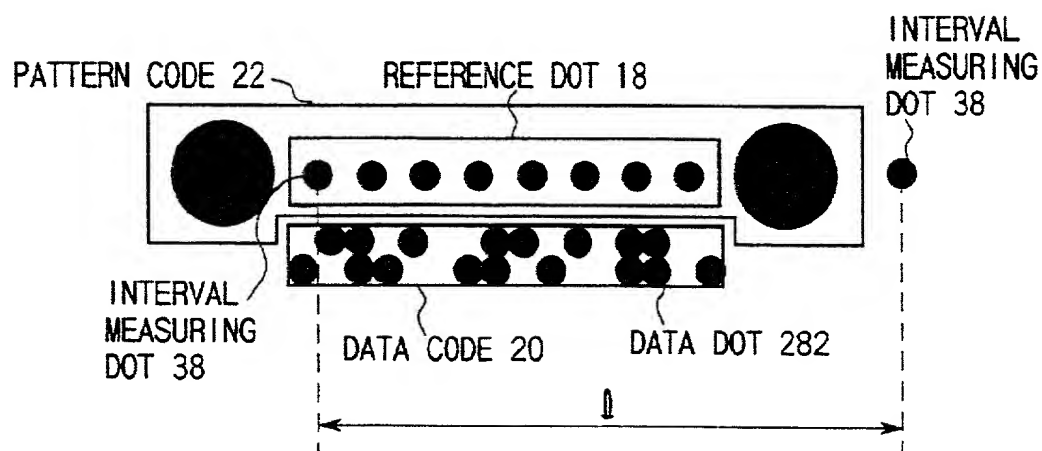 INTERVAL
MEASURING
DOT 38
PATTERN CODE 22
REFERENCE DOT 18
INTERVAL
MEASURING
DOT 38
DATA CODE 20
DATA DOT 282